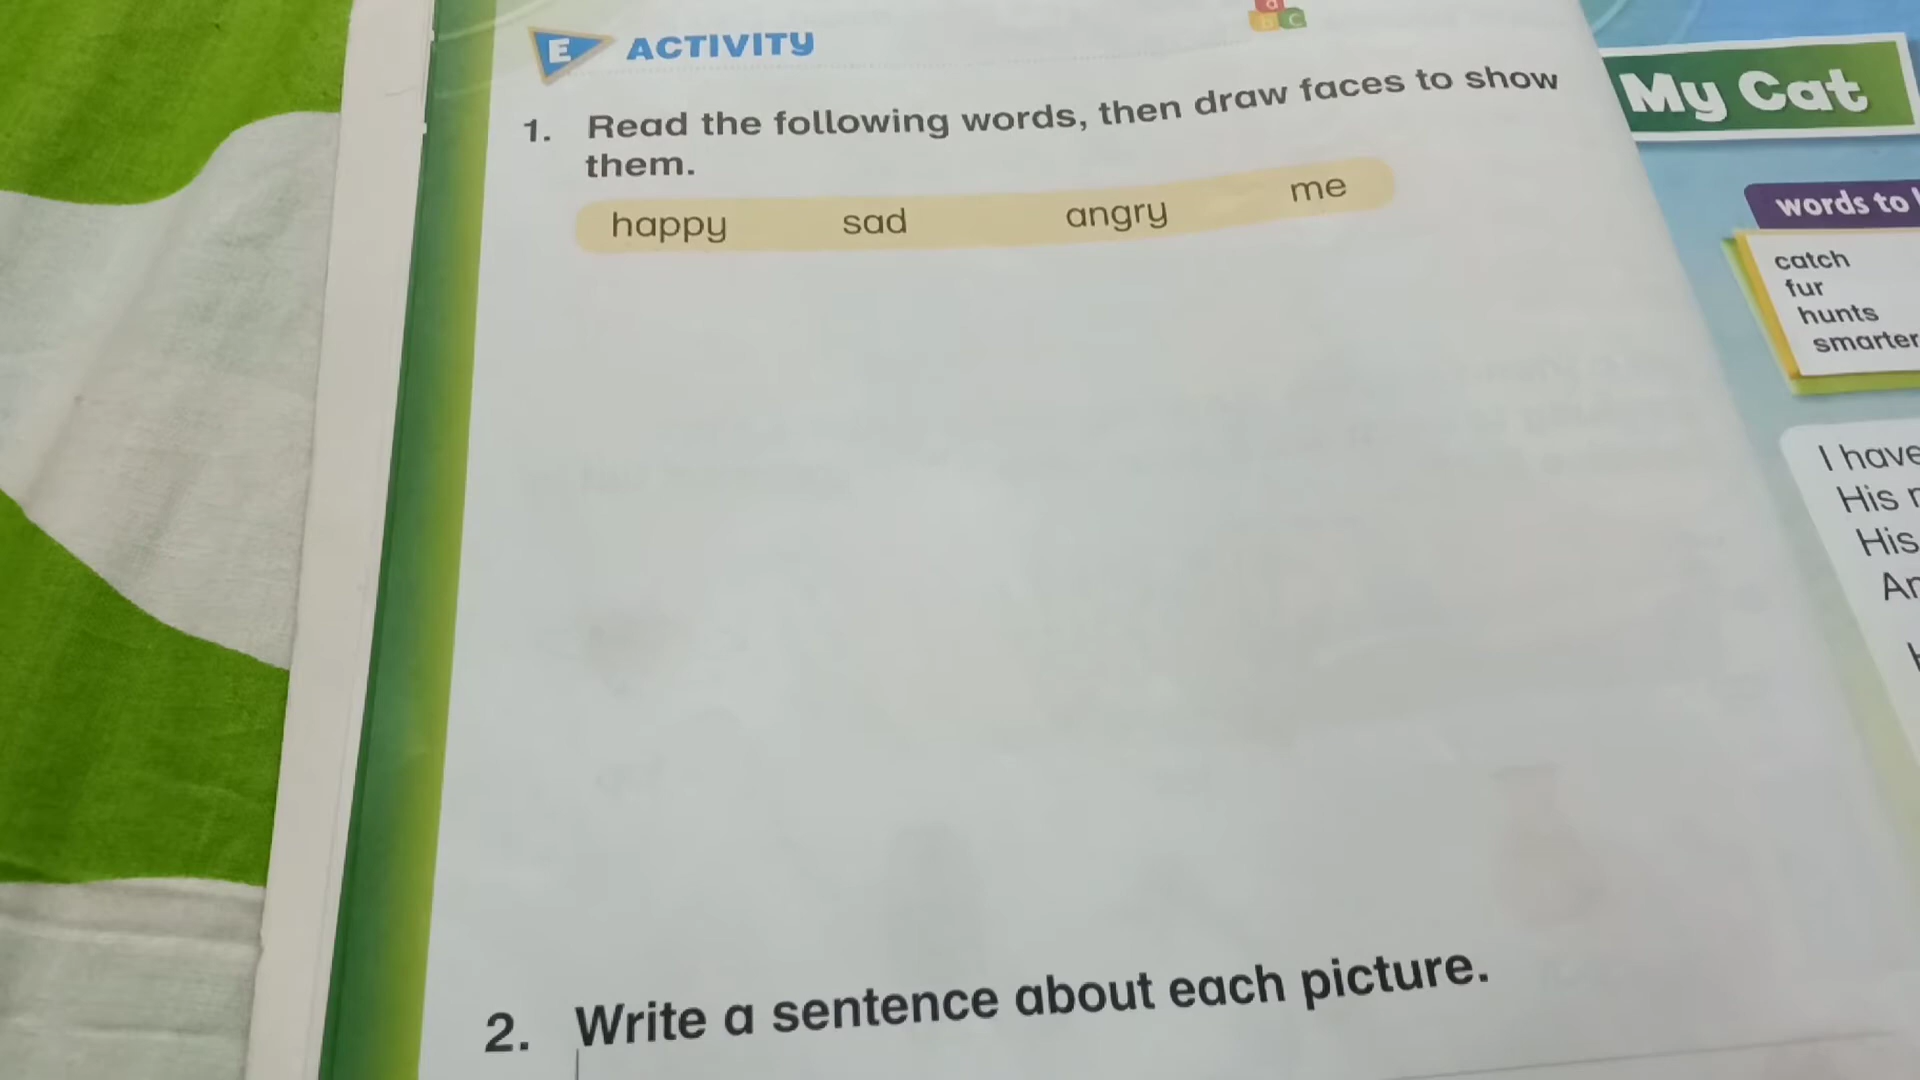 E ACTIVITY
a
b C
1. Read the following words, then draw faces to show
them.
happy sad angry me
2. Write a sentence about each picture.
My Cat
words to
catch
fur
hunts
smarter
I have
His
His